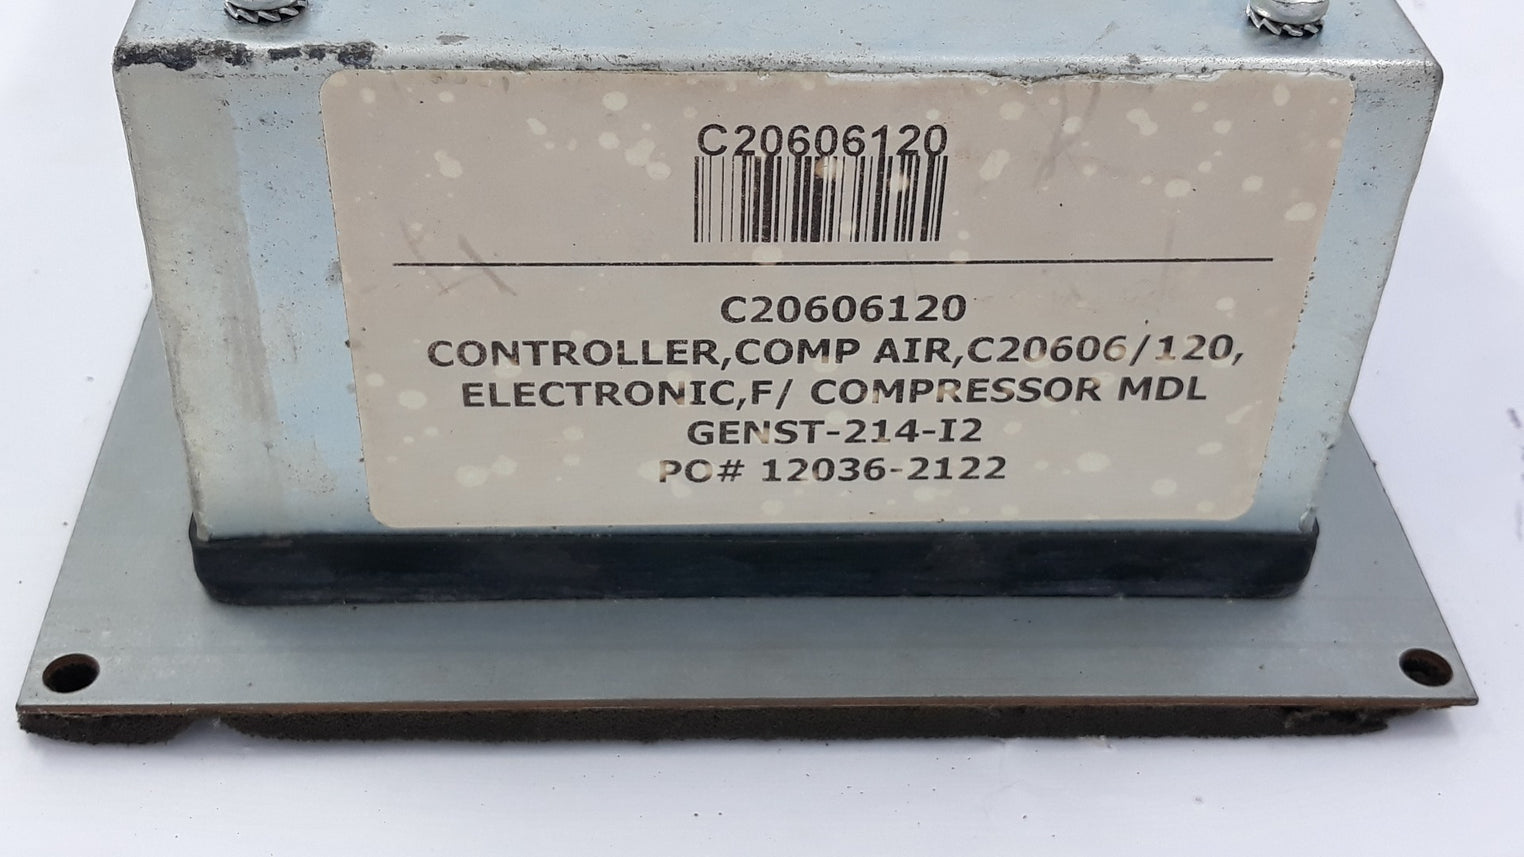 C20606120
C20606120
CONTROLLER,COMP AIR,C20606/120,
ELECTRONIC,F/ COMPRESSOR MDL
GENST-214-I2
PO# 12036-2122